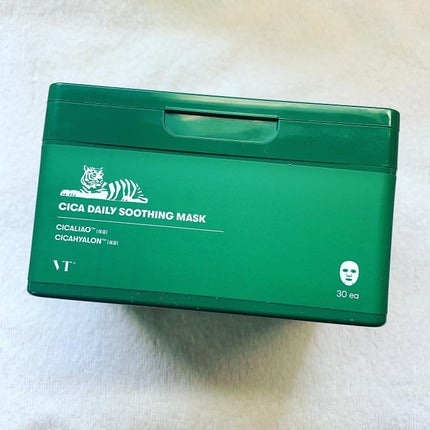 CICA DAILY SOOTHING MASK
CICALIAO™
CICAHYALON™
VT
30 ea